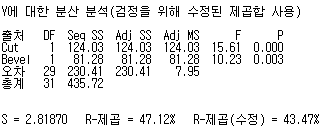 Y에 대한 분산 분석(검정을 위해 수정된 제곱합 사용)
출처 DF Seq SS Adj SS Adj MS F P
Cut 1 124.03 124.03 124.03 15.61 0.000
Bevel 1 81.28 81.28 81.28 10.23 0.003
오차 29 230.41 230.41 7.95
총계 31 435.72
S = 2.81870 R-제곱 = 47.12% R-제곱(수정) = 43.47%